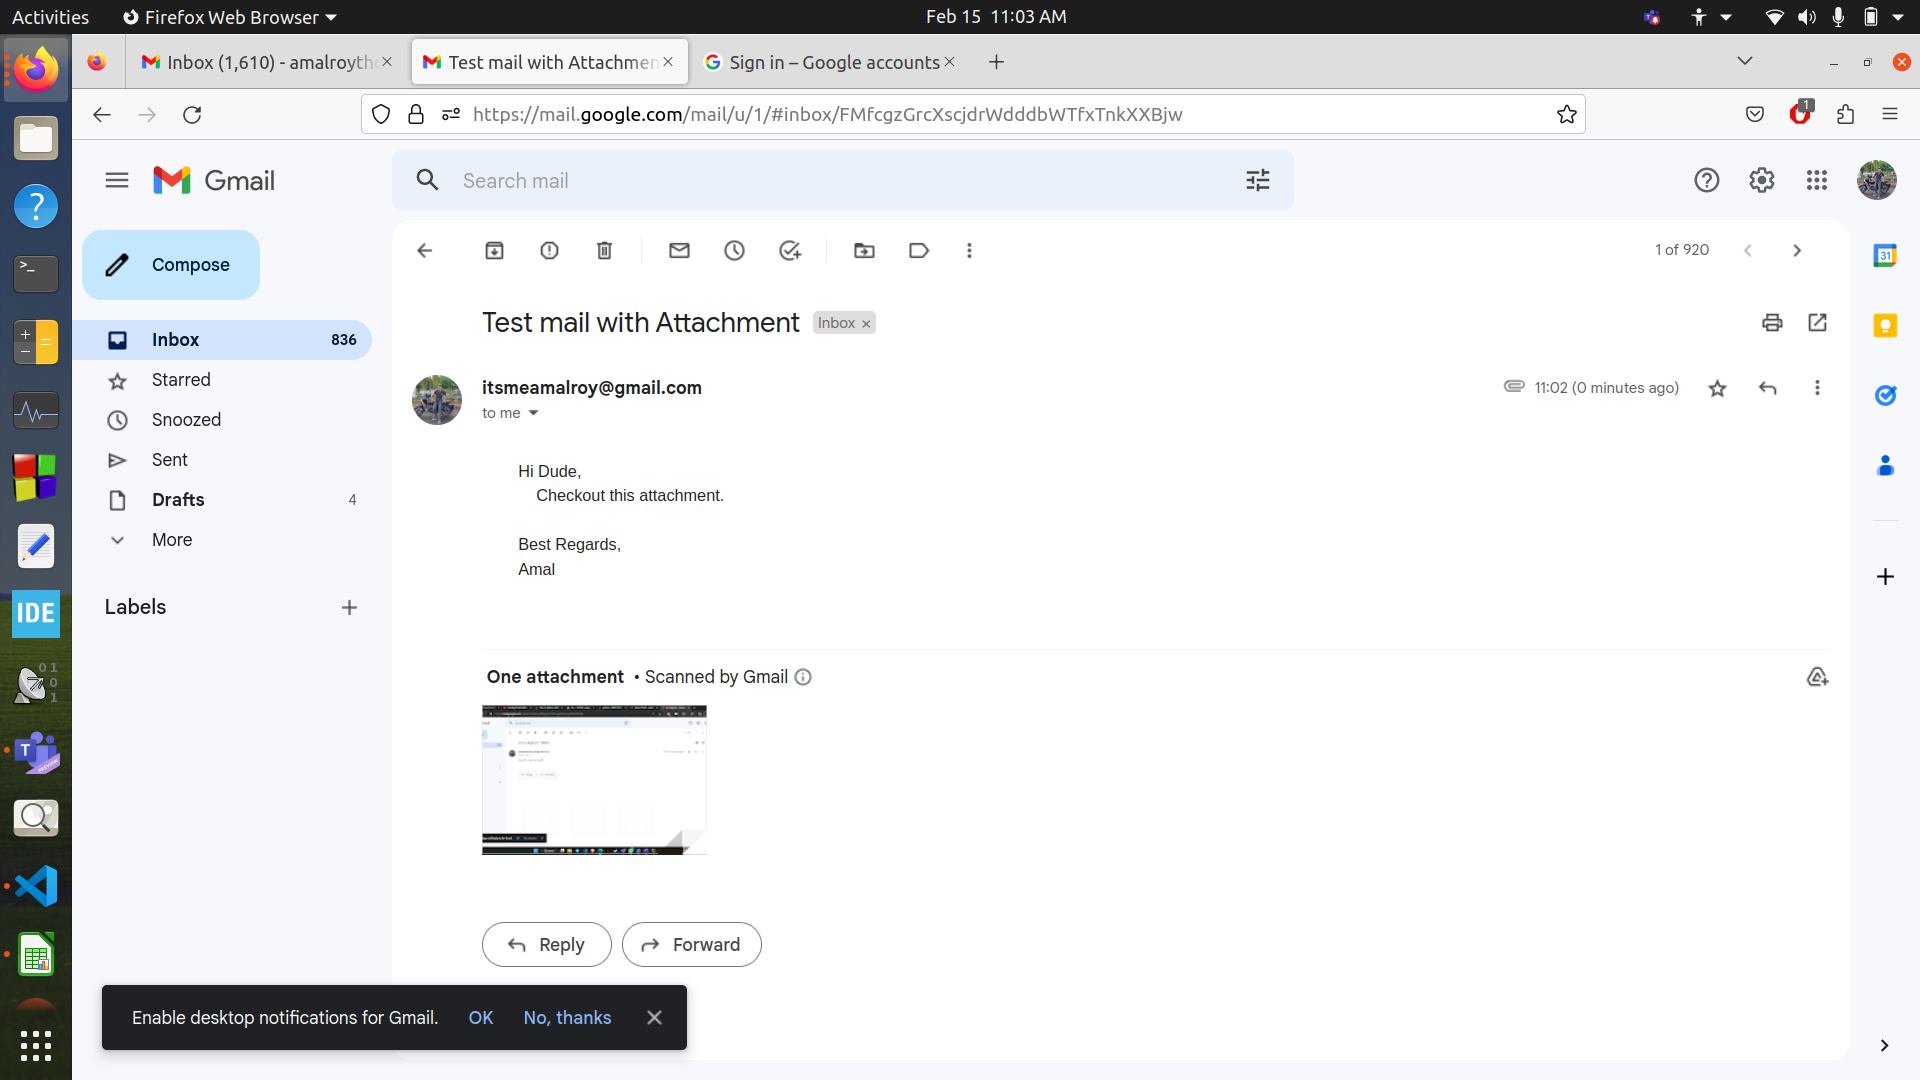 Activities
Firefox Web Browser
Feb 15 11:03 AM
Inbox (1,610) - amalroyth
Test mail with Attachmen
Sign in – Google accounts
https://mail.google.com/mail/u/1/#inbox/FMfcgzGrcXscjdrWdddbWTfxTnkXXBjw
1
Gmail
Search mail
Compose
1 of 920
Inbox 836
Starred
Snoozed
Sent
Drafts 4
More
Labels
Test mail with Attachment
Inbox ×
itsmeamalroy@gmail.com
11:02 (0 minutes ago)
to me
Hi Dude,
Checkout this attachment.
Best Regards,
Amal
One attachment • Scanned by Gmail
Reply
Forward
Enable desktop notifications for Gmail. OK No, thanks
IDE
31